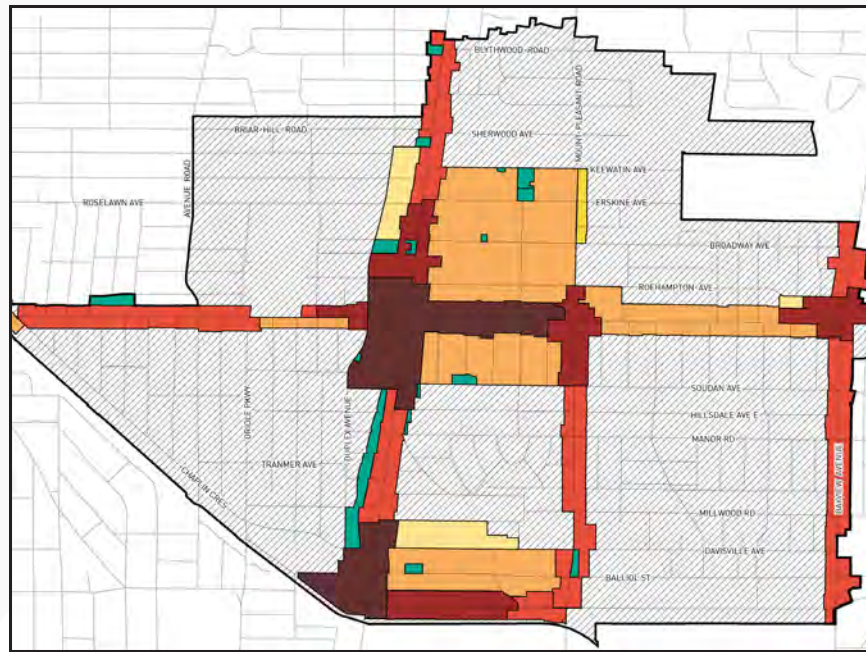 BLYTHWOOD ROAD
MOUNT PLEASANT ROAD
BRIAR HILL ROAD
SHERWOOD AVE
AVENUE ROAD
KEEWATIN AVE
ROSELAWN AVE
ERSKINE AVE
BROADWAY AVE
ROEHAMPTON AVE
SOUDAN AVE
ORIOLE PKWY
DUPLEX AVENUE
HILLSDALE AVE E
MANOR RD
TRANMER AVE
CHAPLIN CRES
BAYVIEW AVENUE
MILLWOOD RD
DAVISVILLE AVE
BALLIOL ST